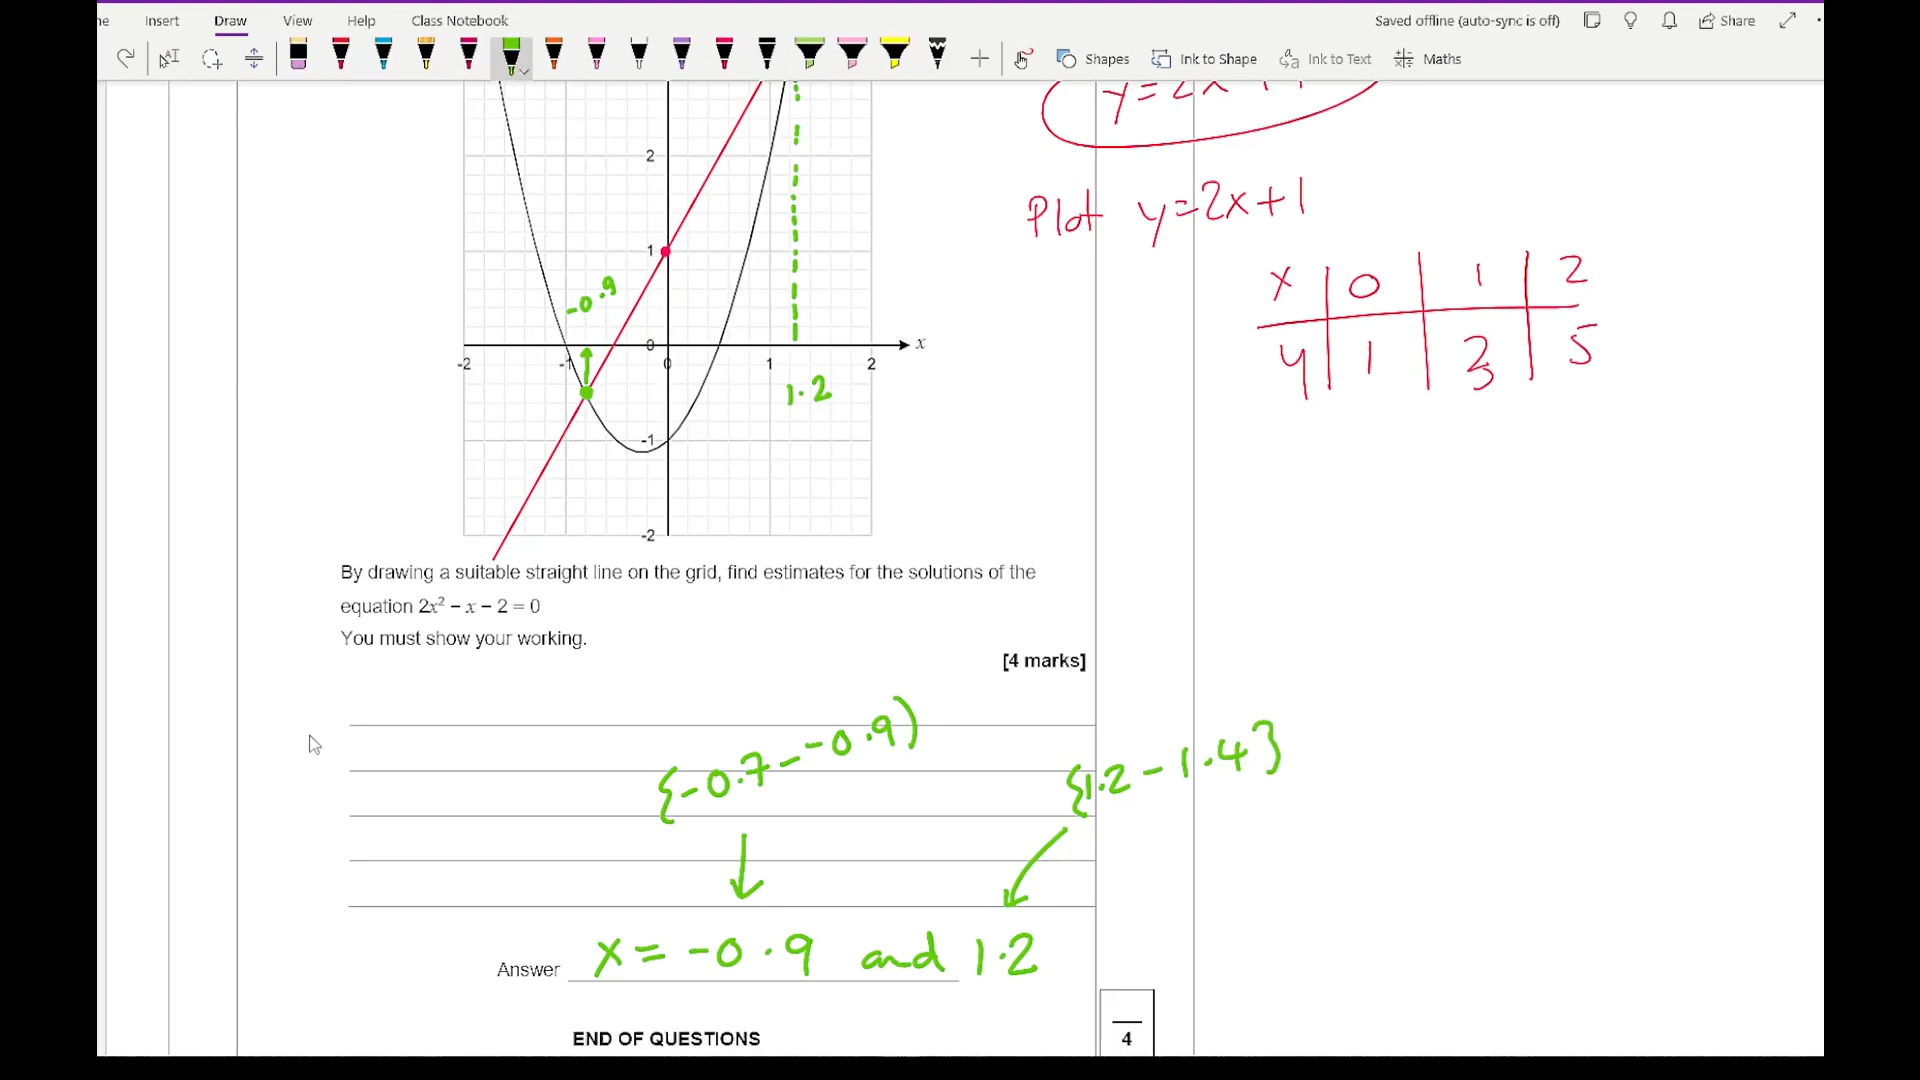 Insert Draw View Help Class Notebook Saved offline (auto-sync is off) Share
Shapes Ink to Shape Ink to Text Maths
y=2x+1
2
Plot y=2x+1
1
x 0 1 2
-0.9
y 1 3 5
0
x
-2 -1 0 1 2
1.2
-1
-2
By drawing a suitable straight line on the grid, find estimates for the solutions of the
equation 2x² − x − 2 = 0
You must show your working.
[4 marks]
{-0.7 - -0.9) {1.2 - 1.4}
Answer x = -0.9 and 1.2
END OF QUESTIONS
4